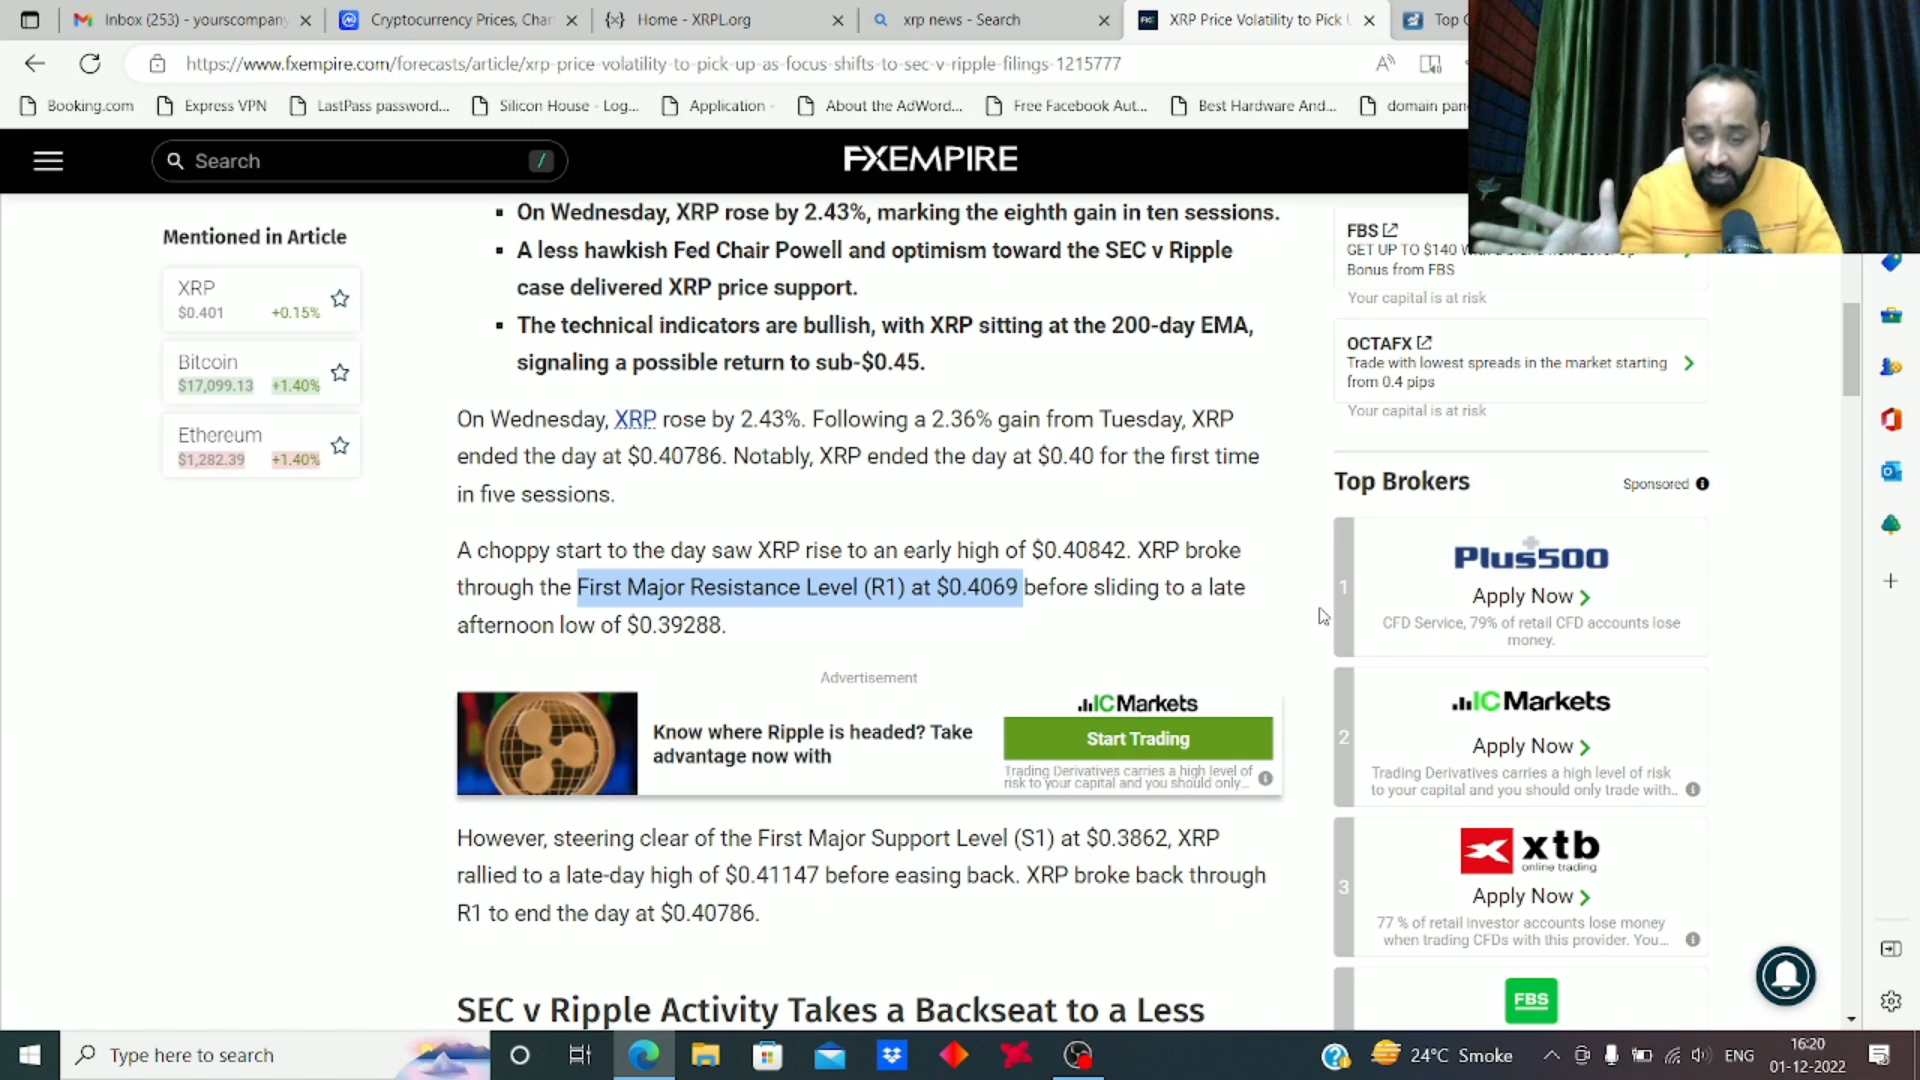 Inbox (253) - yourscompany
Cryptocurrency Prices, Char
Home - XRPL.org
xrp news - Search
XRP Price Volatility to Pick U
Top C
https://www.fxempire.com/forecasts/article/xrp-price-volatility-to-pick-up-as-focus-shifts-to-sec-v-ripple-filings-1215777
Booking.com
Express VPN
LastPass password...
Silicon House - Log...
Application -
About the AdWord...
Free Facebook Aut...
Best Hardware And...
domain pan
Search
/
FXEMPIRE
Mentioned in Article
XRP
$0.401 +0.15%
Bitcoin
$17,099.13 +1.40%
Ethereum
$1,282.39 +1.40%
On Wednesday, XRP rose by 2.43%, marking the eighth gain in ten sessions.
A less hawkish Fed Chair Powell and optimism toward the SEC v Ripple
case delivered XRP price support.
The technical indicators are bullish, with XRP sitting at the 200-day EMA,
signaling a possible return to sub-$0.45.
On Wednesday, XRP rose by 2.43%. Following a 2.36% gain from Tuesday, XRP
ended the day at $0.40786. Notably, XRP ended the day at $0.40 for the first time
in five sessions.
A choppy start to the day saw XRP rise to an early high of $0.40842. XRP broke
through the First Major Resistance Level (R1) at $0.4069 before sliding to a late
afternoon low of $0.39288.
Advertisement
Know where Ripple is headed? Take
advantage now with
ICMarkets
Start Trading
Trading Derivatives carries a high level of
risk to your capital and you should only...
However, steering clear of the First Major Support Level (S1) at $0.3862, XRP
rallied to a late-day high of $0.41147 before easing back. XRP broke back through
R1 to end the day at $0.40786.
SEC v Ripple Activity Takes a Backseat to a Less
FBS
GET UP TO $140
Bonus from FBS
Your capital is at risk
OCTAFX
Trade with lowest spreads in the market starting
from 0.4 pips
Your capital is at risk
Top Brokers
Sponsored
1
Plus500
Apply Now
CFD Service, 79% of retail CFD accounts lose
money.
2
ICMarkets
Apply Now
Trading Derivatives carries a high level of risk
to your capital and you should only trade with..
3
xtb
online trading
Apply Now
77 % of retail investor accounts lose money
when trading CFDs with this provider. You...
FBS
Type here to search
24°C Smoke
ENG
16:20
01-12-2022